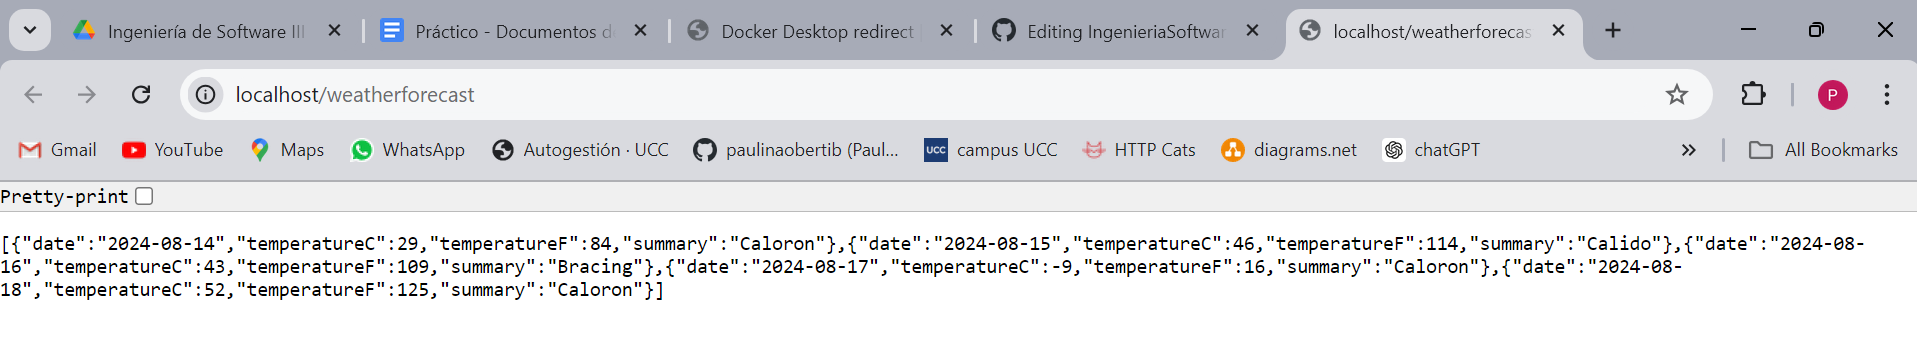 Ingeniería de Software III
Práctico - Documentos d
Docker Desktop redirect
Editing IngenieriaSoftwar
localhost/weatherforecas
localhost/weatherforecast
P
Gmail
YouTube
Maps
WhatsApp
Autogestión · UCC
paulinaobertib (Paul...
UCC
campus UCC
HTTP Cats
diagrams.net
chatGPT
»
All Bookmarks
Pretty-print
[{"date":"2024-08-14","temperatureC":29,"temperatureF":84,"summary":"Caloron"},{"date":"2024-08-15","temperatureC":46,"temperatureF":114,"summary":"Calido"},{"date":"2024-08-
16","temperatureC":43,"temperatureF":109,"summary":"Bracing"},{"date":"2024-08-17","temperatureC":-9,"temperatureF":16,"summary":"Caloron"},{"date":"2024-08-
18","temperatureC":52,"temperatureF":125,"summary":"Caloron"}]